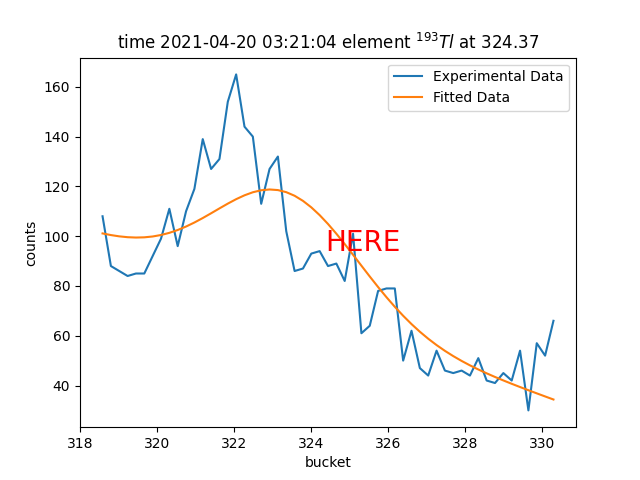 time 2021-04-20 03:21:04 element ¹⁹³Tl at 324.37
Experimental Data
Fitted Data
160
140
120
100
80
60
40
counts
HERE
318 320 322 324 326 328 330
bucket